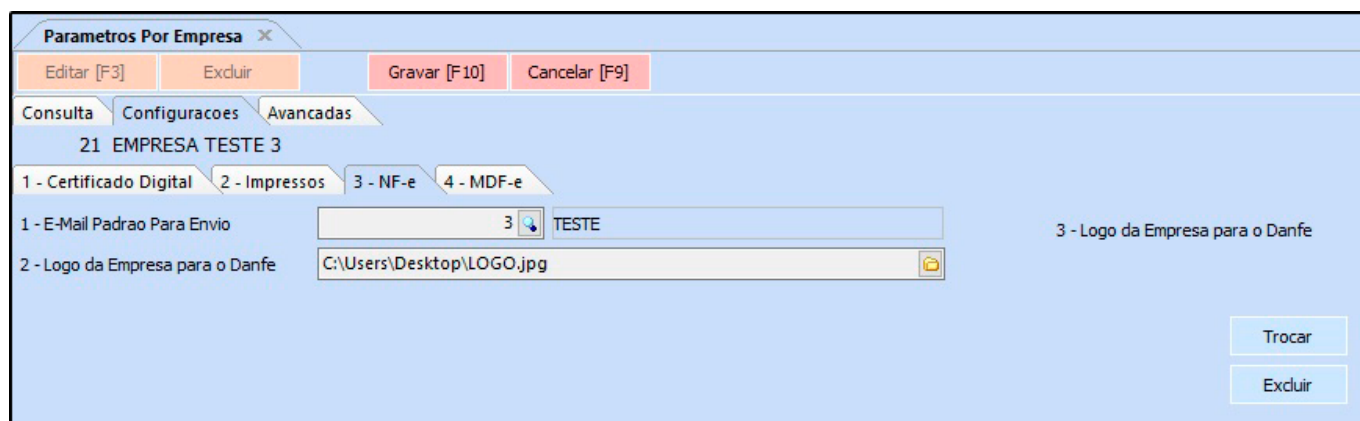 Parametros Por Empresa
Editar [F3] Excluir Gravar [F10] Cancelar [F9]
Consulta Configuracoes Avancadas
21 EMPRESA TESTE 3
1 - Certificado Digital 2 - Impressos 3 - NF-e 4 - MDF-e
1 - E-Mail Padrao Para Envio 3 TESTE 3 - Logo da Empresa para o Danfe
2 - Logo da Empresa para o Danfe C:\Users\Desktop\LOGO.jpg
Trocar
Excluir